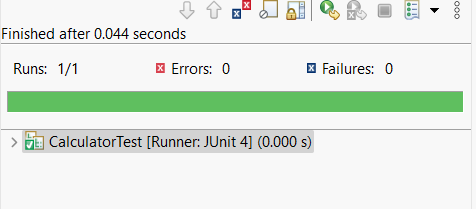 Finished after 0.044 seconds
Runs: 1/1 Errors: 0 Failures: 0
CalculatorTest [Runner: JUnit 4] (0.000 s)